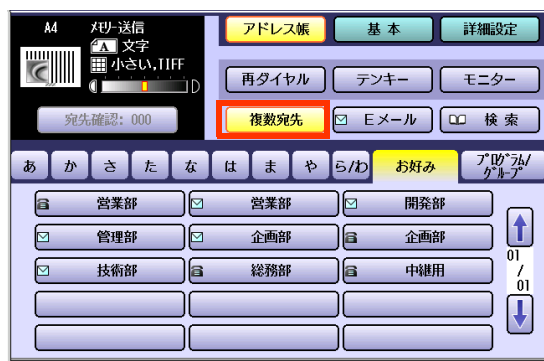 A4 ﾒﾓﾘｰ送信
A 文字
小さい,TIFF
D
宛先確認: 000
アドレス帳 基本 詳細設定
再ダイヤル テンキー モニター
複数宛先 Eメール 検索
あ か さ た な は ま や ら/わ お好み ﾌﾟﾛｸﾞﾗﾑ/
ｸﾞﾙｰﾌﾟ
営業部 営業部 開発部
管理部 企画部 企画部
技術部 総務部 中継用
01
/
01